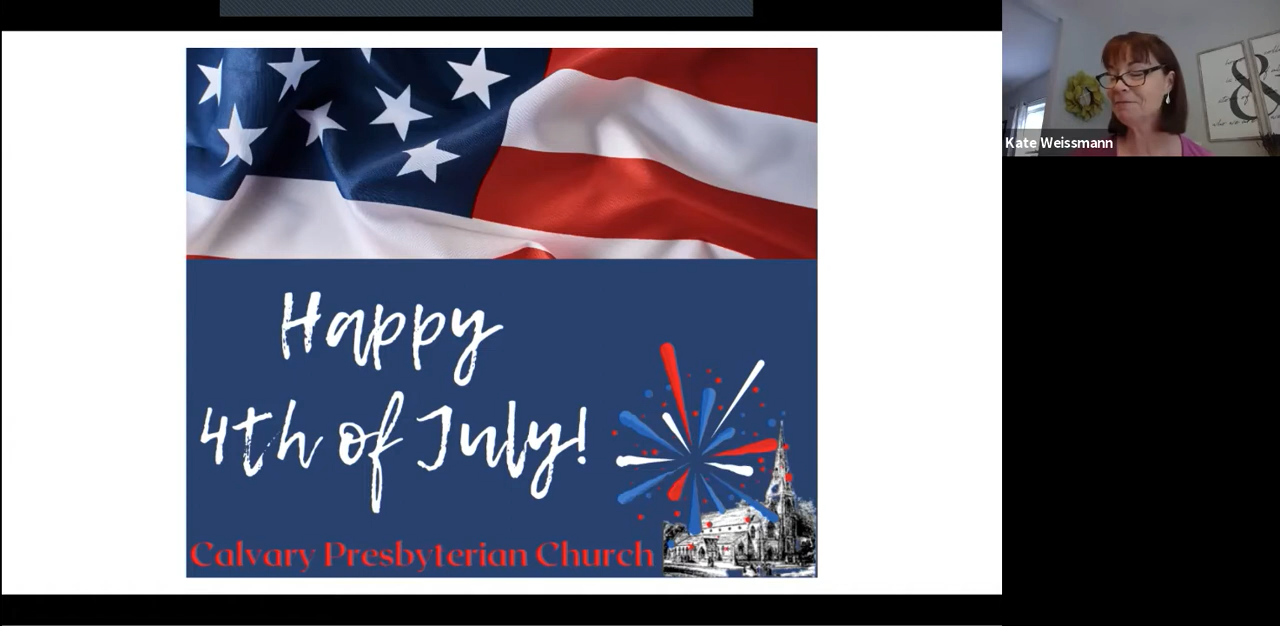 Happy
4th of July!
Calvary Presbyterian Church
Kate Weissmann
&